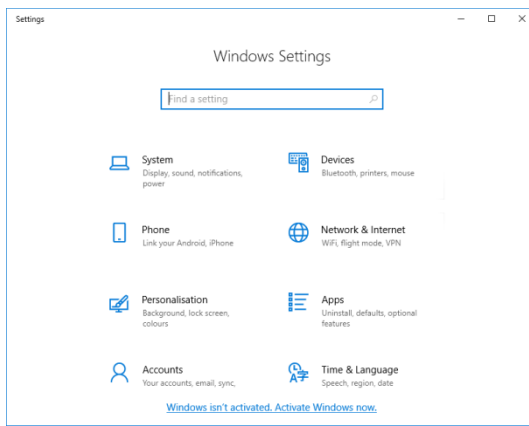 Settings
Windows Settings
Find a setting
System
Display, sound, notifications,
power
Devices
Bluetooth, printers, mouse
Phone
Link your Android, iPhone
Network & Internet
WiFi, flight mode, VPN
Personalisation
Background, lock screen,
colours
Apps
Uninstall, defaults, optional
features
Accounts
Your accounts, email, sync,
Time & Language
Speech, region, date
Windows isn't activated. Activate Windows now.